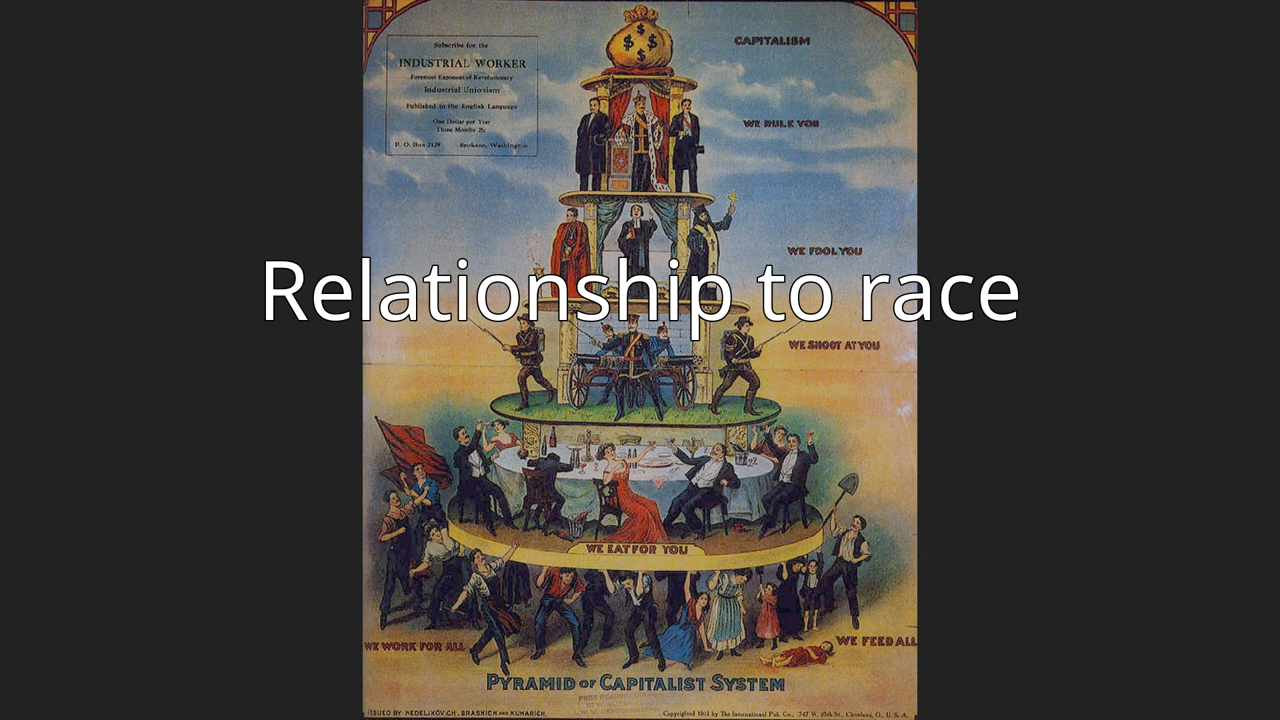 Subscribe for the
INDUSTRIAL WORKER
Foremost Exponent of Revolutionary
Industrial Unionism
Published in the English Language
One Dollar per Year
Three Months 25c
P. O. Box 2129 Spokane, Washington
CAPITALISM
WE RULE YOU
WE FOOL YOU
Relationship to race
WE SHOOT AT YOU
WE EAT FOR YOU
WE WORK FOR ALL
WE FEED ALL
PYRAMID OF CAPITALIST SYSTEM
ISSUED BY NEDELJKOVICH, BRASHICH AND KUHARICH.
Copyrighted 1911 by The International Pub. Co., 747 W. 25th St., Cleveland, O., U. S. A.